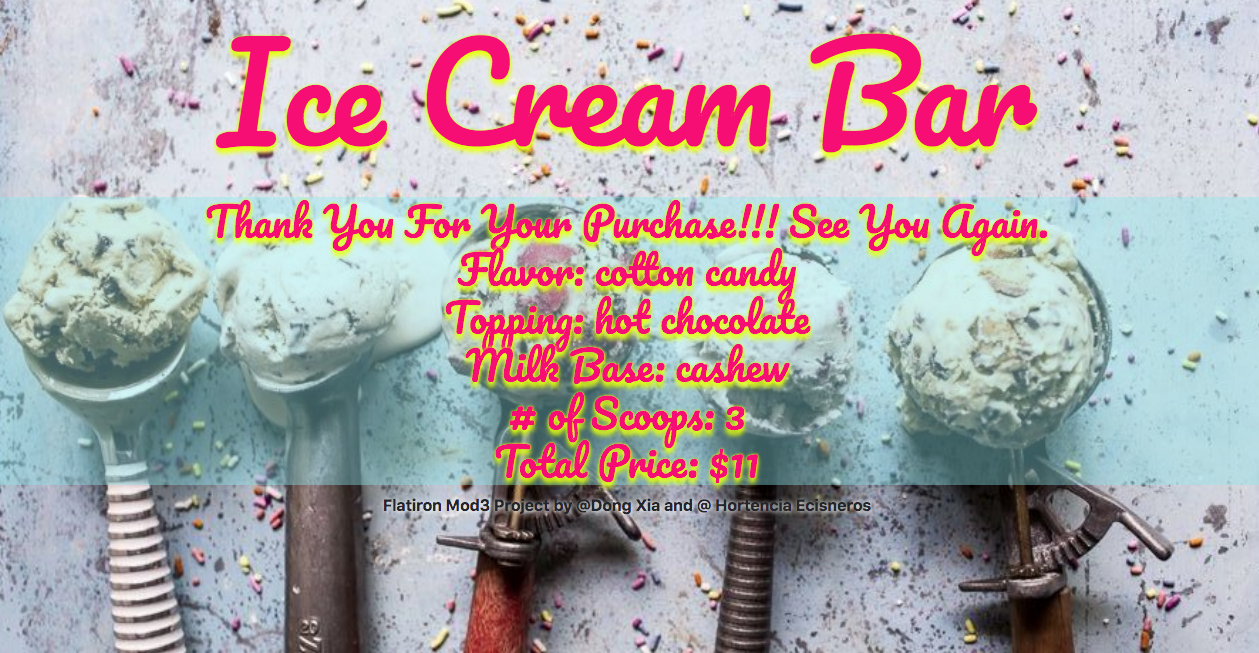 Ice Cream Bar
Thank You For Your Purchase!!! See You Again.
Flavor: cotton candy
Topping: hot chocolate
Milk Base: cashew
# of Scoops: 3
Total Price: $11
Flatiron Mod3 Project by @Dong Xia and @ Hortencia Ecisneros